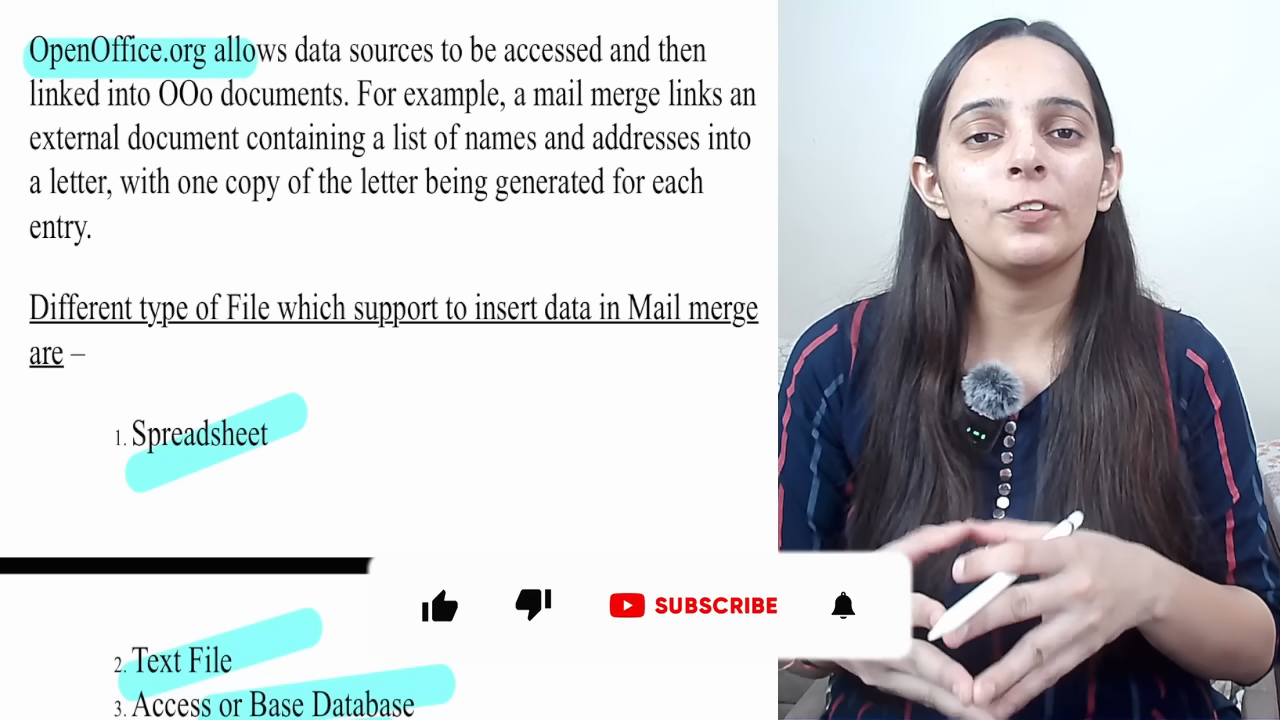 OpenOffice.org allows data sources to be accessed and then
linked into OOo documents. For example, a mail merge links an
external document containing a list of names and addresses into
a letter, with one copy of the letter being generated for each
entry.
Different type of File which support to insert data in Mail merge
are –
1. Spreadsheet
SUBSCRIBE
2. Text File
3. Access or Base Database